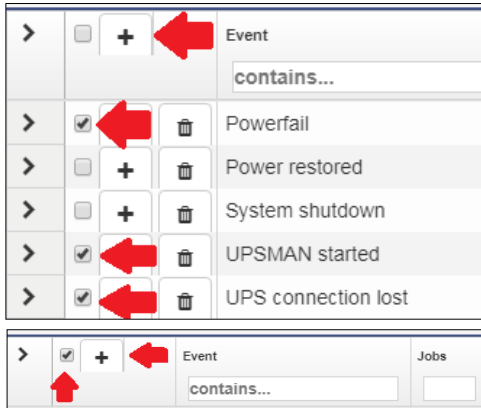 Event
contains...
Powerfail
Power restored
System shutdown
UPSMAN started
UPS connection lost
Event Jobs
contains...